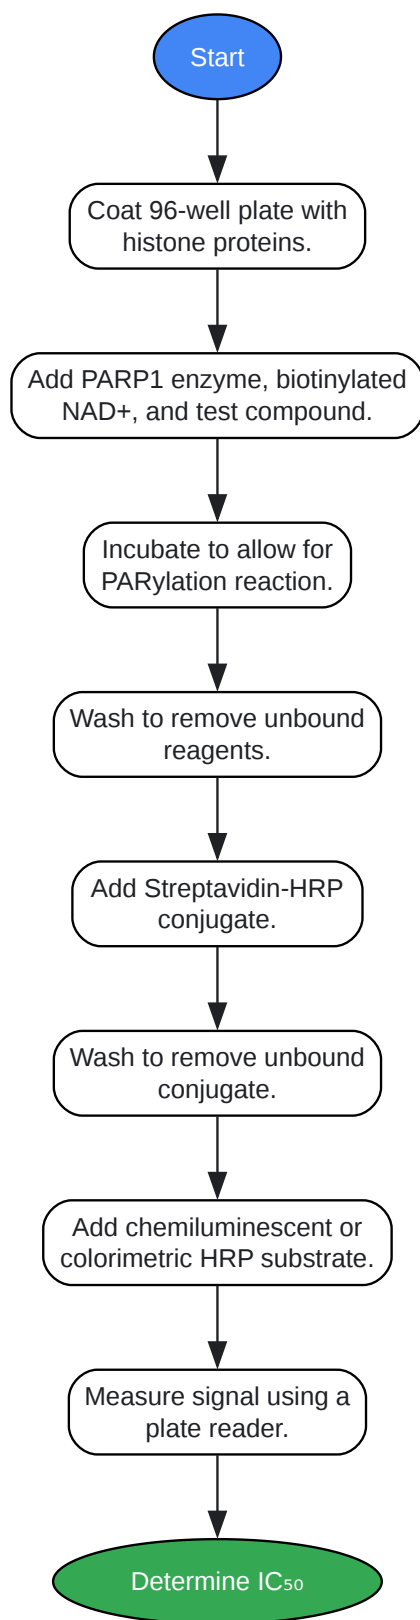 Start
Coat 96-well plate with
histone proteins.
Add PARP1 enzyme, biotinylated
NAD+, and test compound.
Incubate to allow for
PARylation reaction.
Wash to remove unbound
reagents.
Add Streptavidin-HRP
conjugate.
Wash to remove unbound
conjugate.
Add chemiluminescent or
colorimetric HRP substrate.
Measure signal using a
plate reader.
Determine IC₅₀